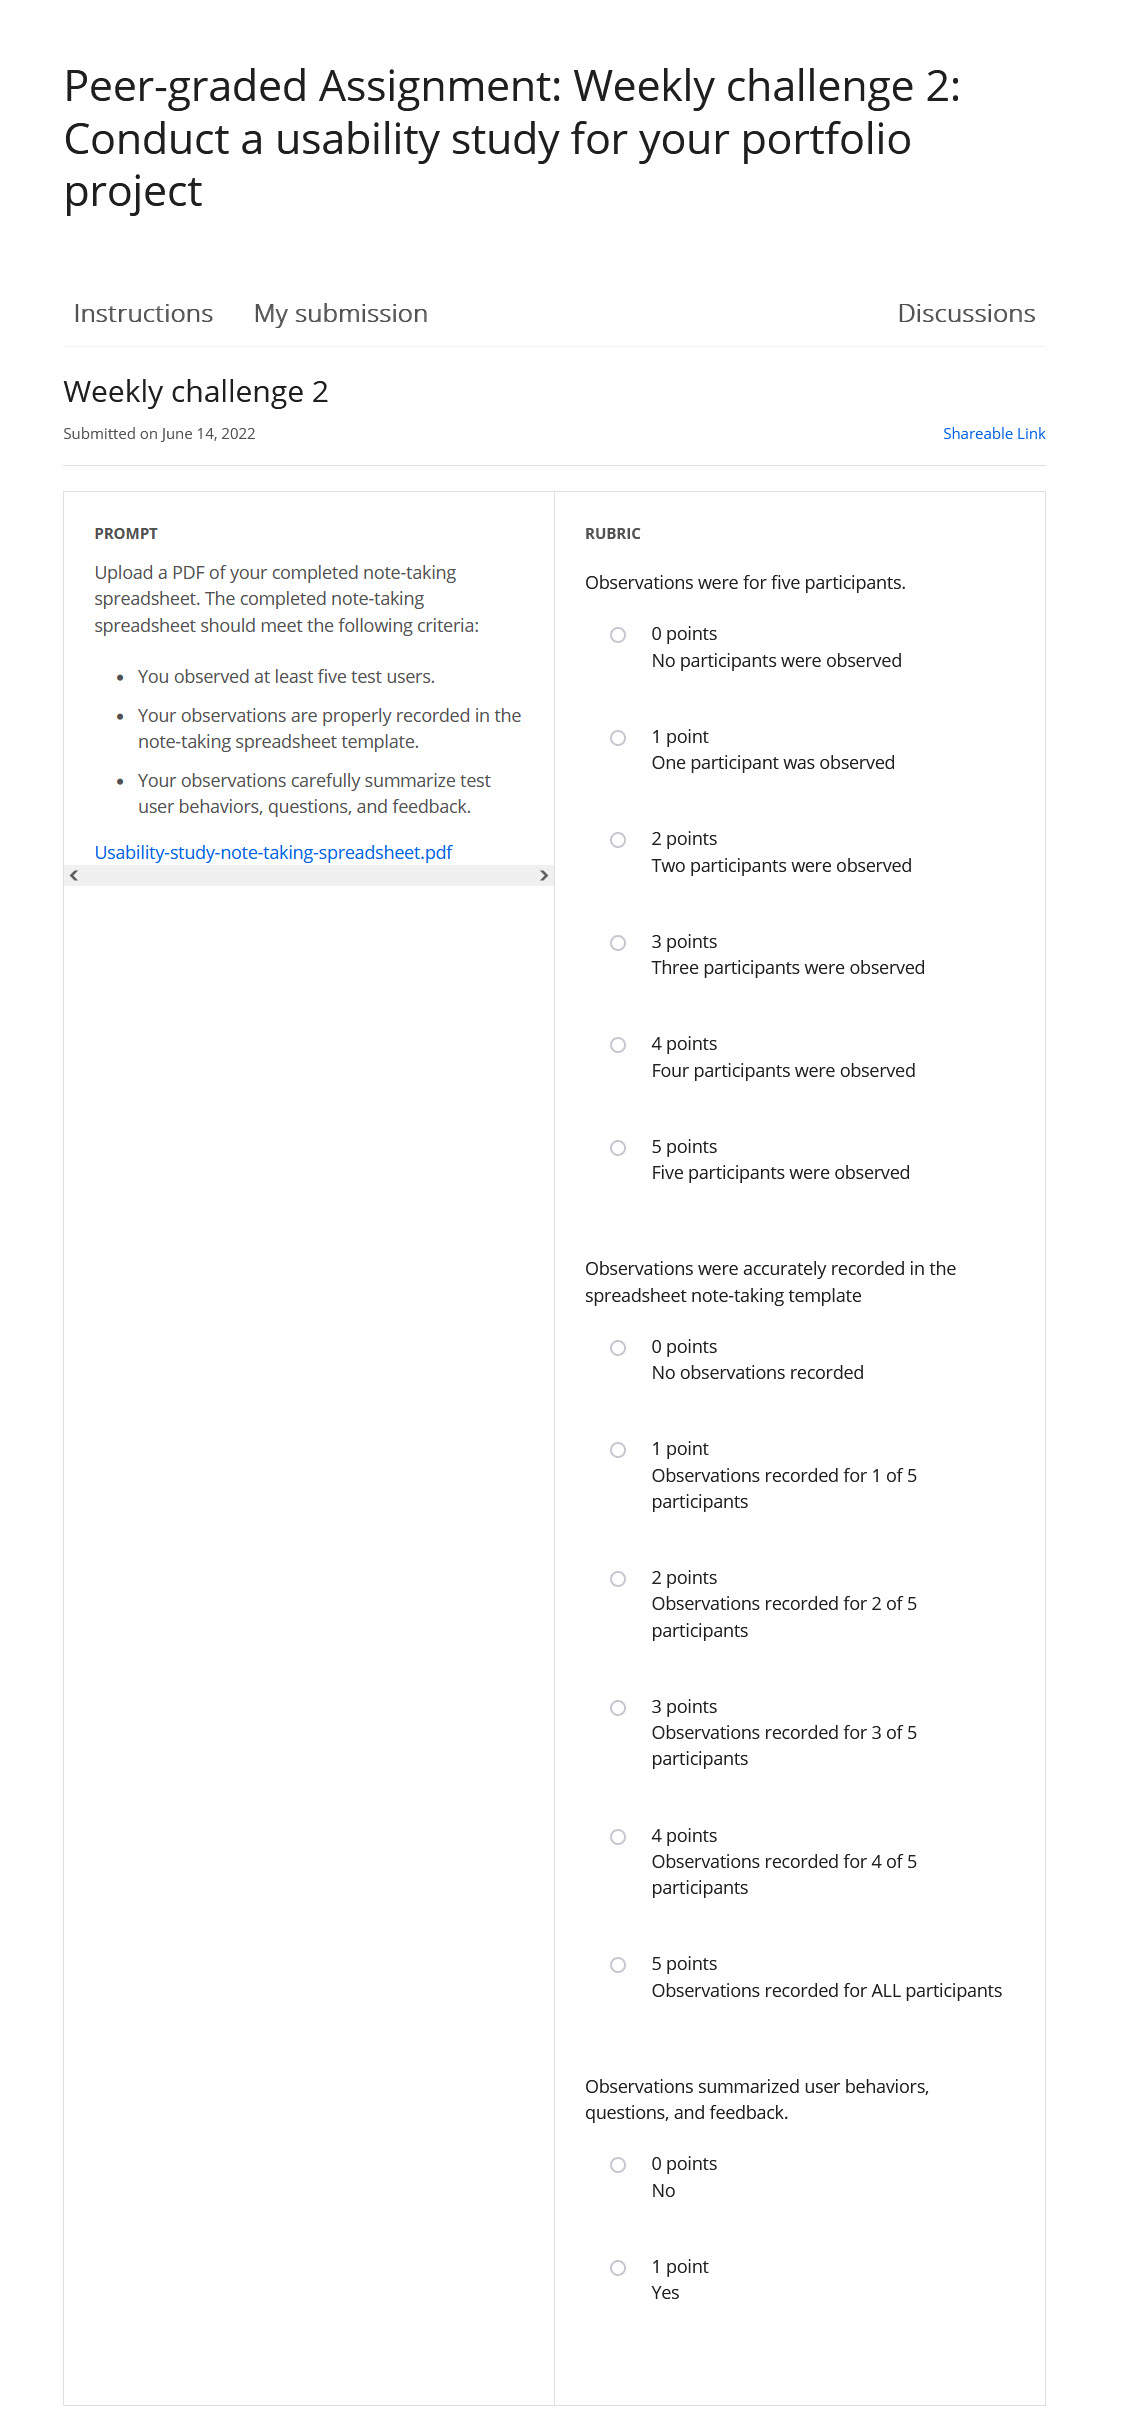 Peer-graded Assignment: Weekly challenge 2:
Conduct a usability study for your portfolio
project
Instructions
My submission
Discussions
Weekly challenge 2
Submitted on June 14, 2022
Shareable Link
PROMPT
Upload a PDF of your completed note-taking
spreadsheet. The completed note-taking
spreadsheet should meet the following criteria:
• You observed at least five test users.
• Your observations are properly recorded in the
note-taking spreadsheet template.
• Your observations carefully summarize test
user behaviors, questions, and feedback.
Usability-study-note-taking-spreadsheet.pdf
RUBRIC
Observations were for five participants.
0 points
No participants were observed
1 point
One participant was observed
2 points
Two participants were observed
3 points
Three participants were observed
4 points
Four participants were observed
5 points
Five participants were observed
Observations were accurately recorded in the
spreadsheet note-taking template
0 points
No observations recorded
1 point
Observations recorded for 1 of 5
participants
2 points
Observations recorded for 2 of 5
participants
3 points
Observations recorded for 3 of 5
participants
4 points
Observations recorded for 4 of 5
participants
5 points
Observations recorded for ALL participants
Observations summarized user behaviors,
questions, and feedback.
0 points
No
1 point
Yes